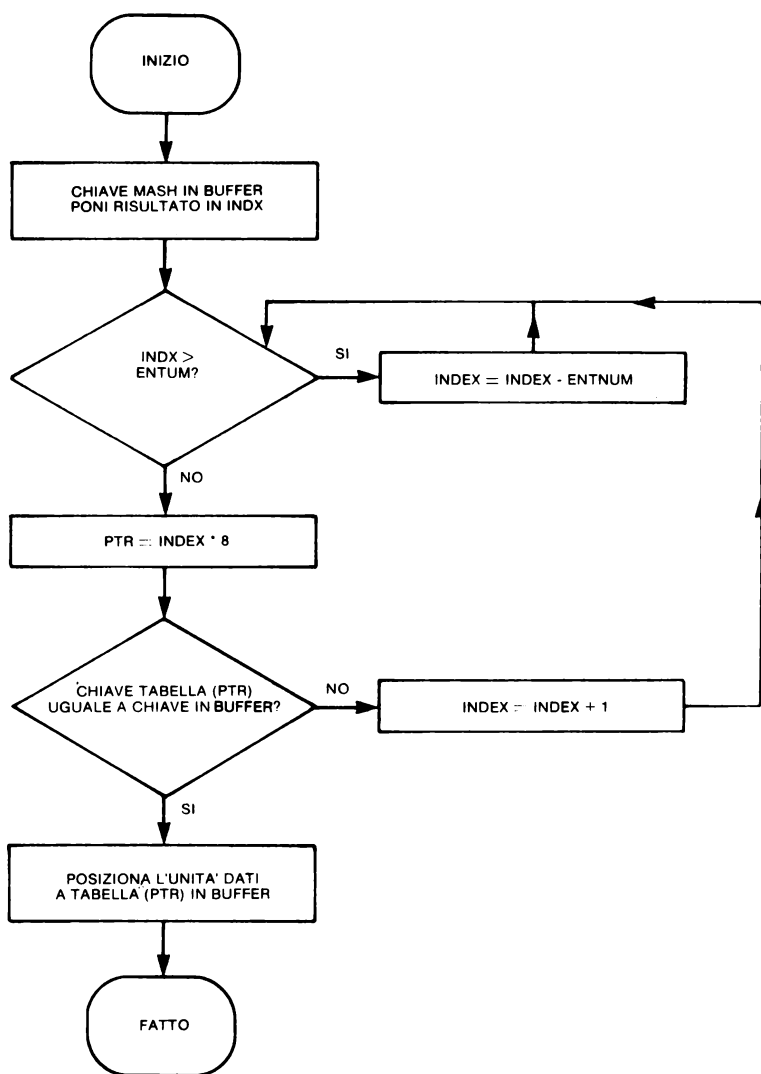 INIZIO
CHIAVE MASH IN BUFFER
PONI RISULTATO IN INDX
INDX >
ENTUM?
SI
INDEX = INDEX - ENTNUM
NO
PTR = INDEX * 8
CHIAVE TABELLA (PTR)
UGUALE A CHIAVE IN BUFFER?
NO
INDEX = INDEX + 1
SI
POSIZIONA L'UNITA' DATI
A TABELLA (PTR) IN BUFFER
FATTO